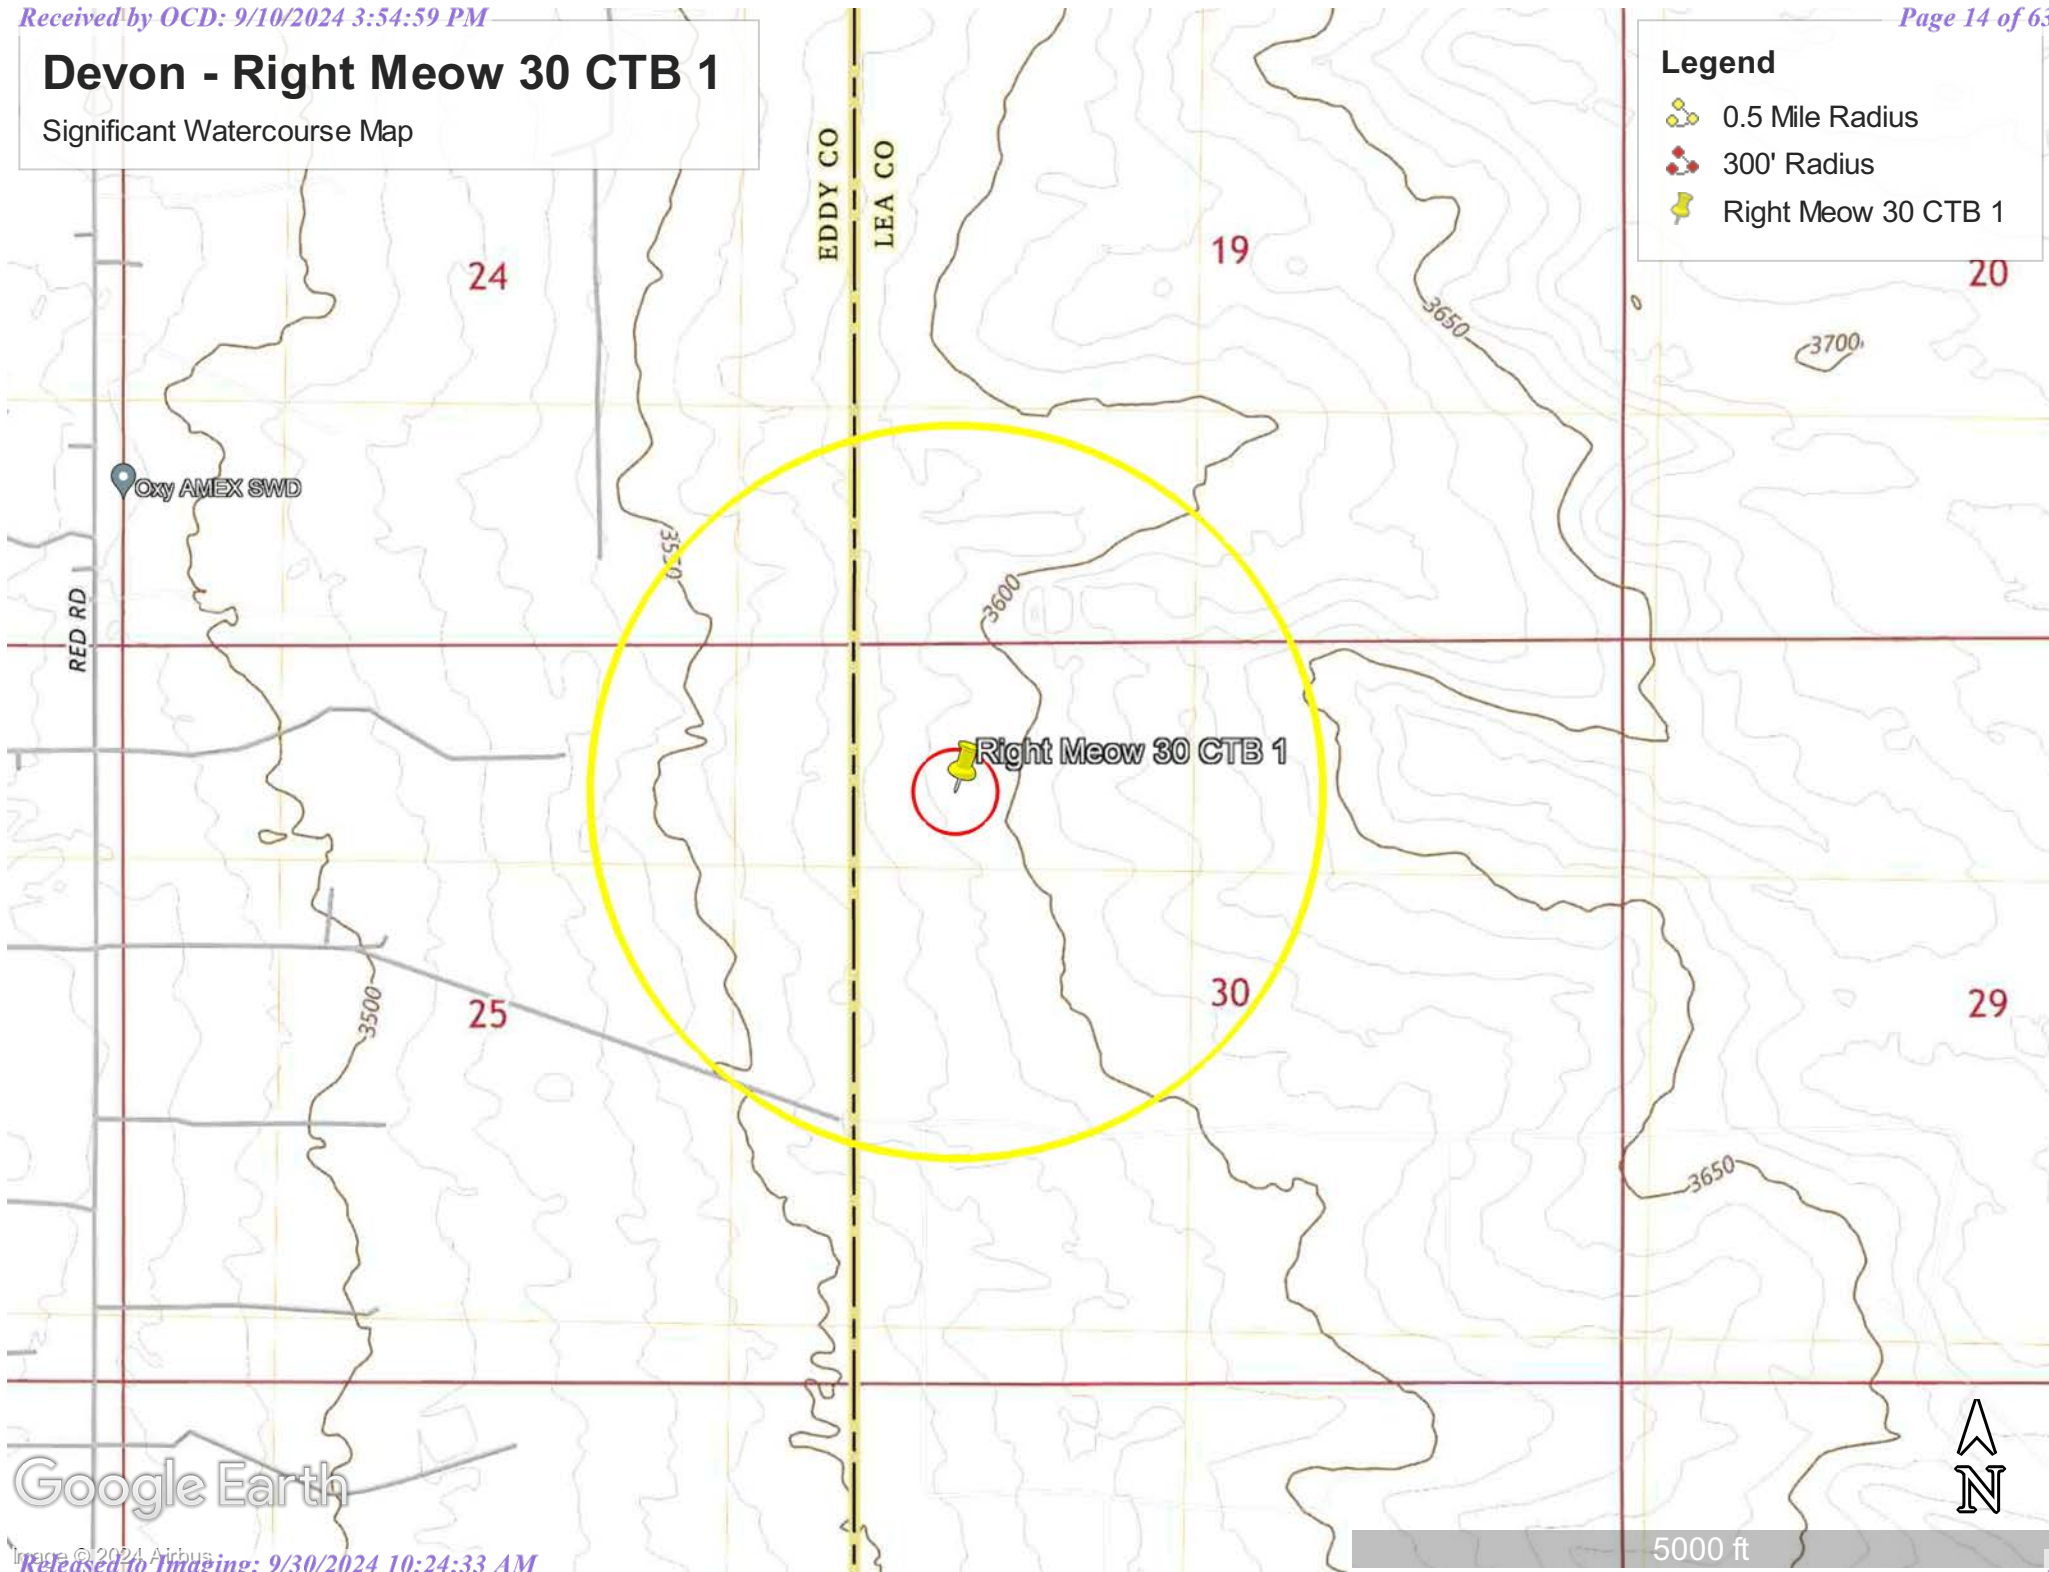 Received by OCD: 9/10/2024 3:54:59 PM
Page 14 of 63
Devon - Right Meow 30 CTB 1
Significant Watercourse Map
Legend
0.5 Mile Radius
300' Radius
Right Meow 30 CTB 1
EDDY CO
LEA CO
24
19
20
3650
3700
Oxy AMEX SWD
3550
3600
RED RD
Right Meow 30 CTB 1
25
30
29
3500
3650
N
Google Earth
5000 ft
Image © 2024 Airbus
Released to Imaging: 9/30/2024 10:24:33 AM